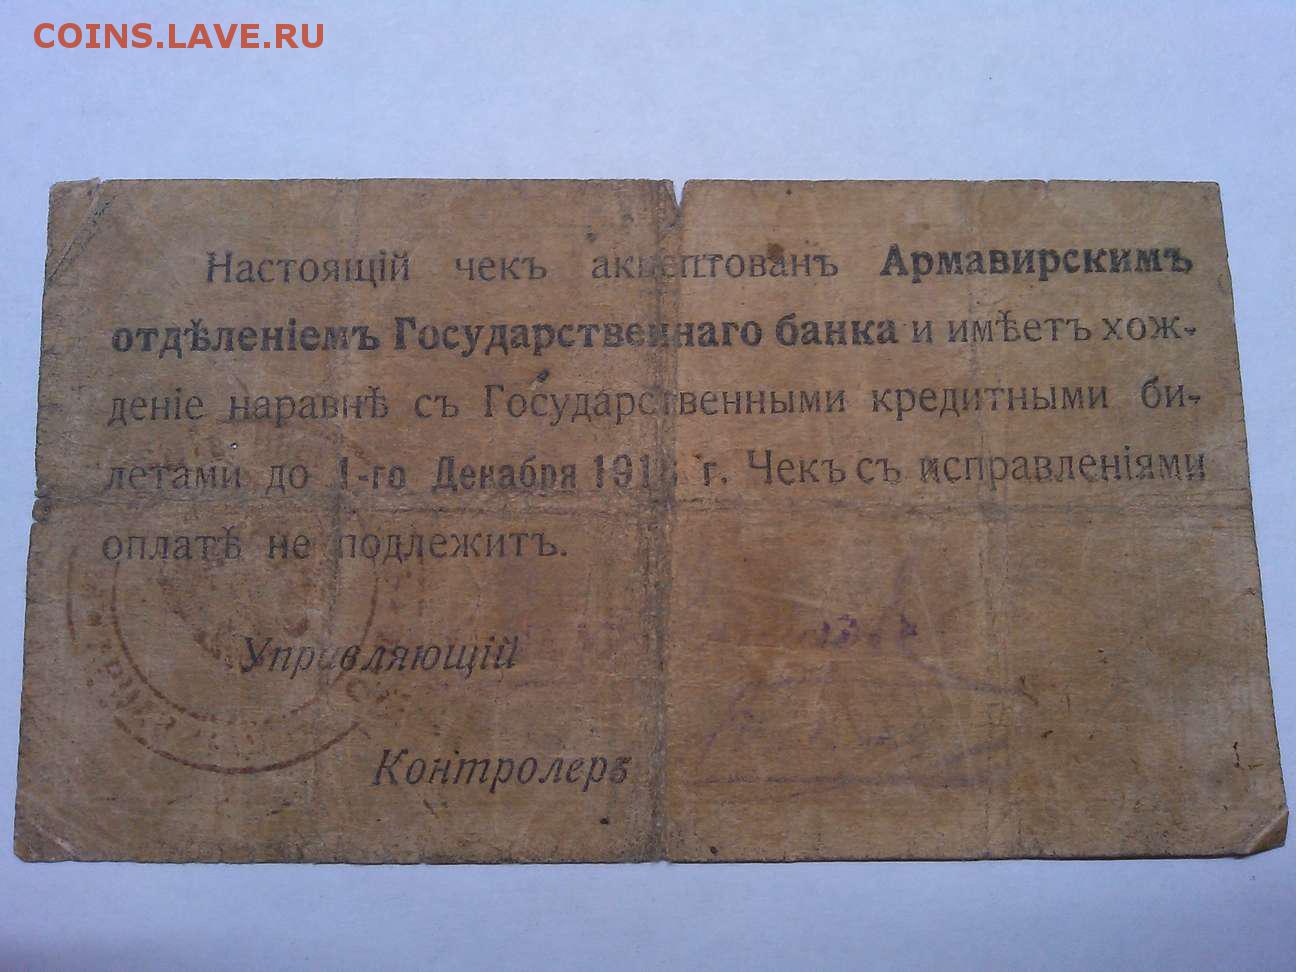 COINS.LAVE.RU
Настоящій чекъ акцептованъ Армавирскимъ
отдѣленіемъ Государственнаго банка и имѣетъ хож-
деніе наравнѣ съ Государственными кредитными би-
летами до 1-го Декабря 1918 г. Чекъ съ исправленіями
оплатѣ не подлежитъ.
Управляющій
Контролеръ